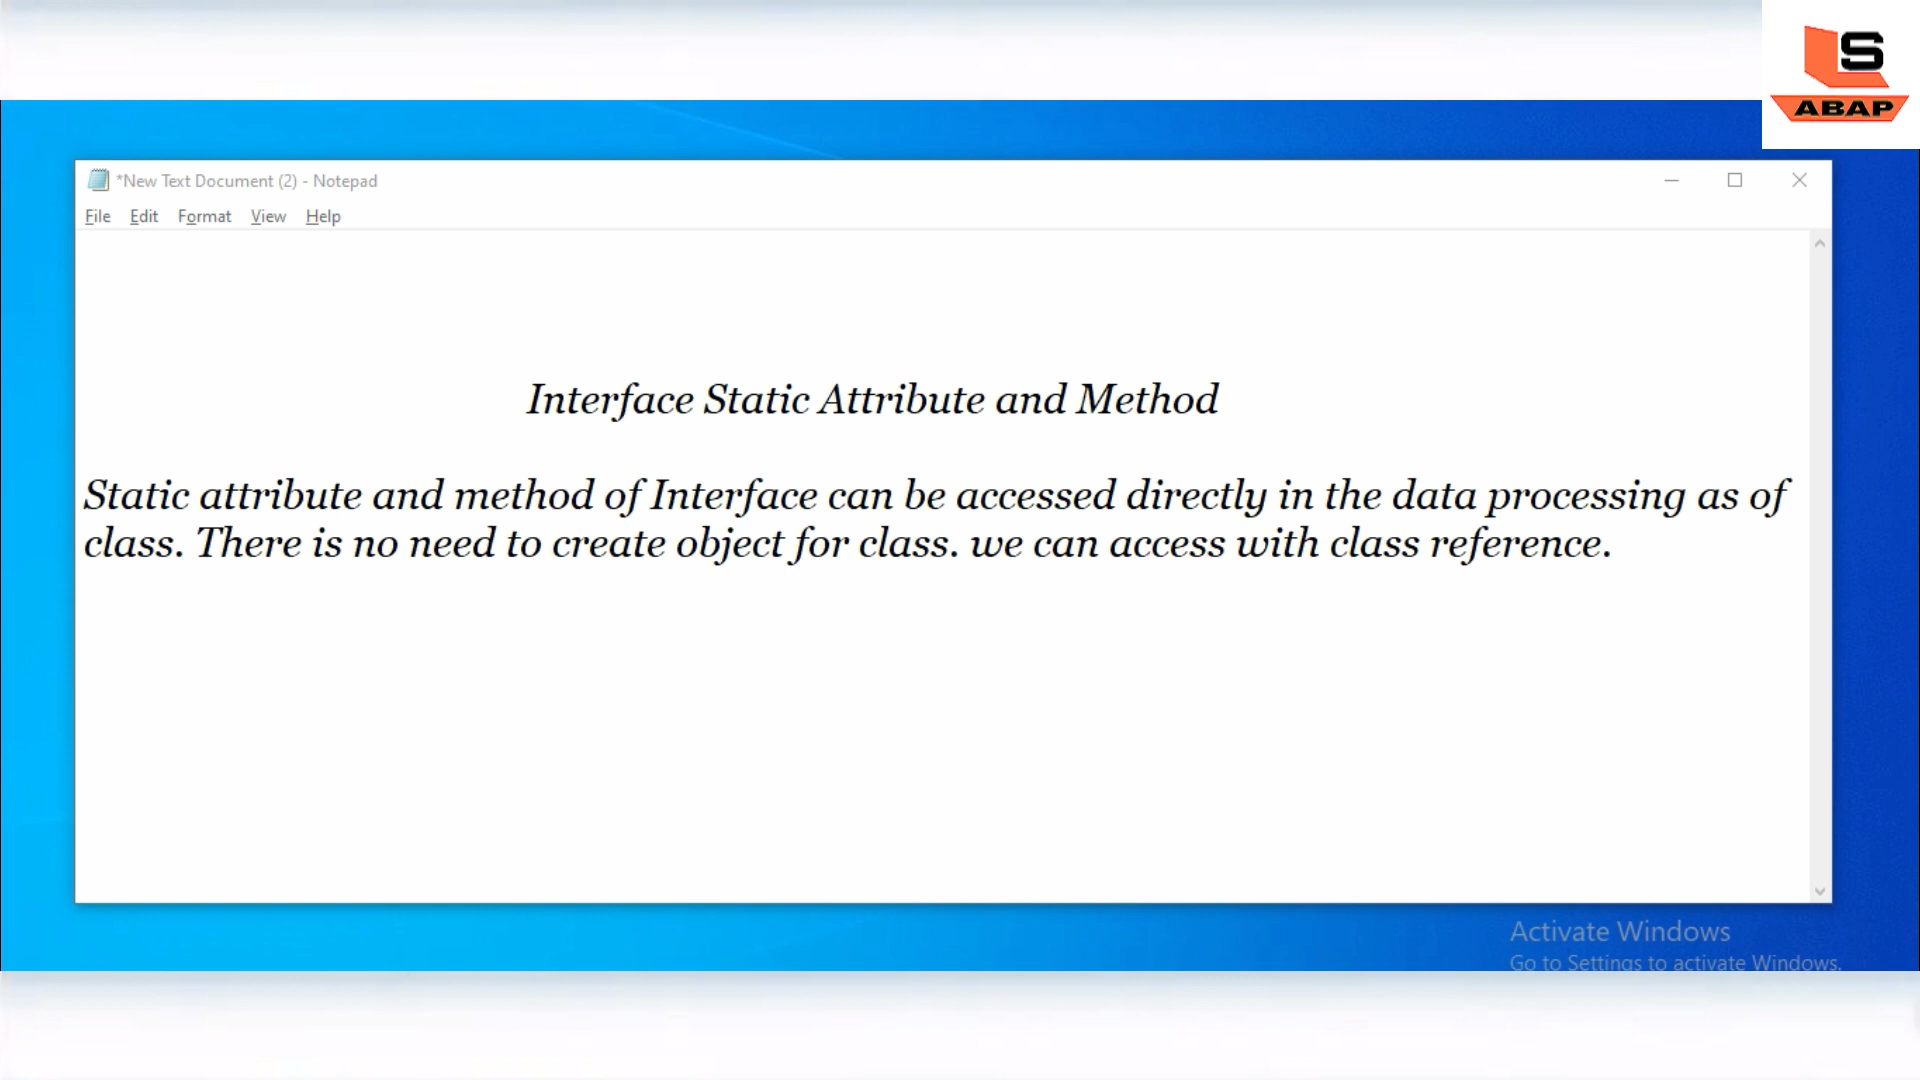 LS
ABAP
*New Text Document (2) - Notepad
File Edit Format View Help
Interface Static Attribute and Method
Static attribute and method of Interface can be accessed directly in the data processing as of
class. There is no need to create object for class. we can access with class reference.
Activate Windows
Go to Settings to activate Windows.